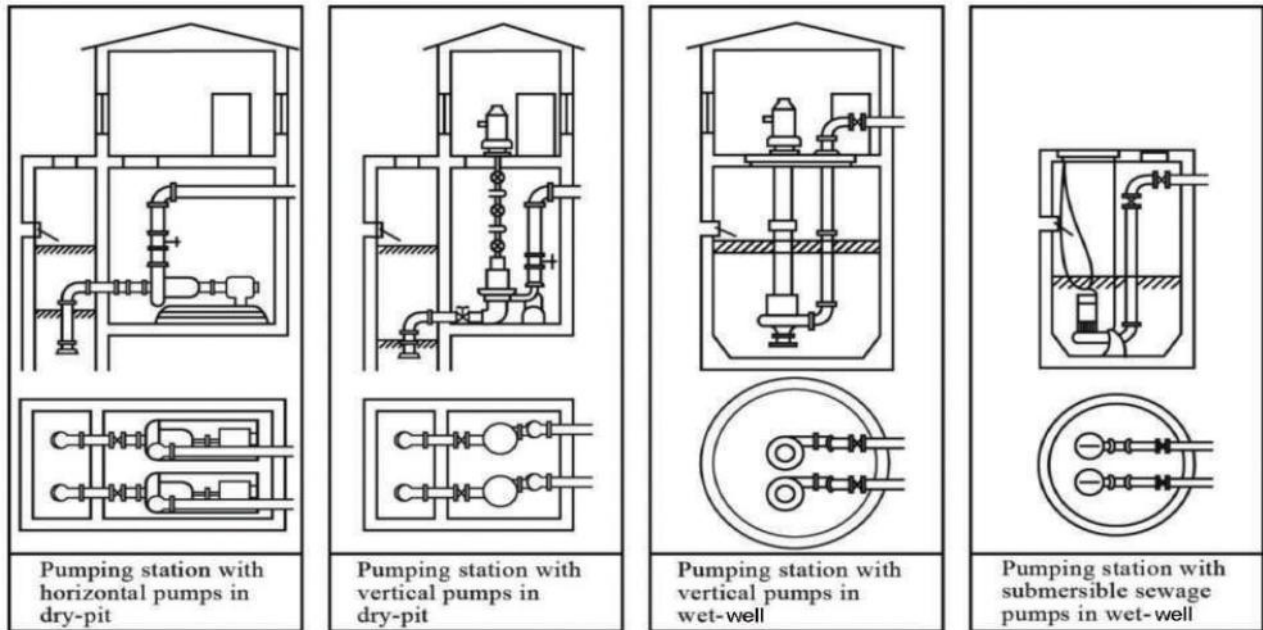 Pumping station with
horizontal pumps in
dry-pit
Pumping station with
vertical pumps in
dry-pit
Pumping station with
vertical pumps in
wet-well
Pumping station with
submersible sewage
pumps in wet-well